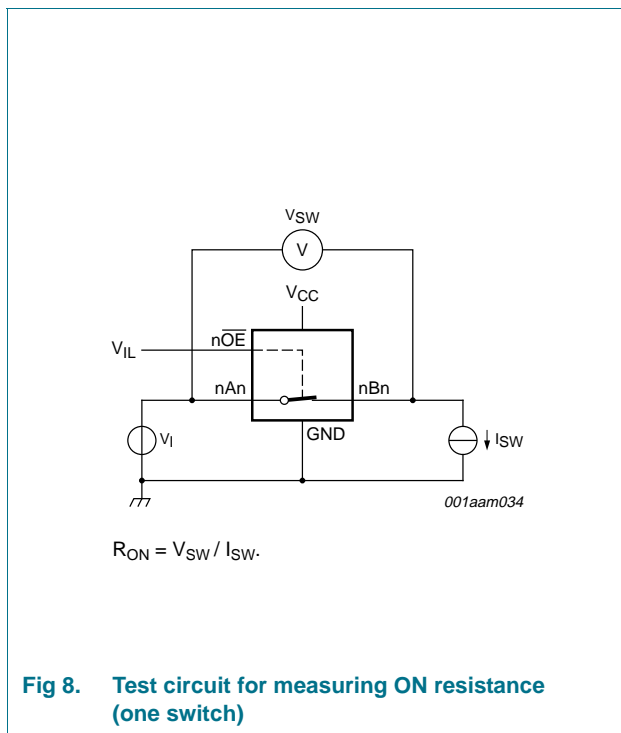 VSW
V
VCC
nOE
VIL
nAn
nBn
GND
VI
ISW
001aam034
RON = VSW / ISW.
Fig 8. Test circuit for measuring ON resistance
(one switch)